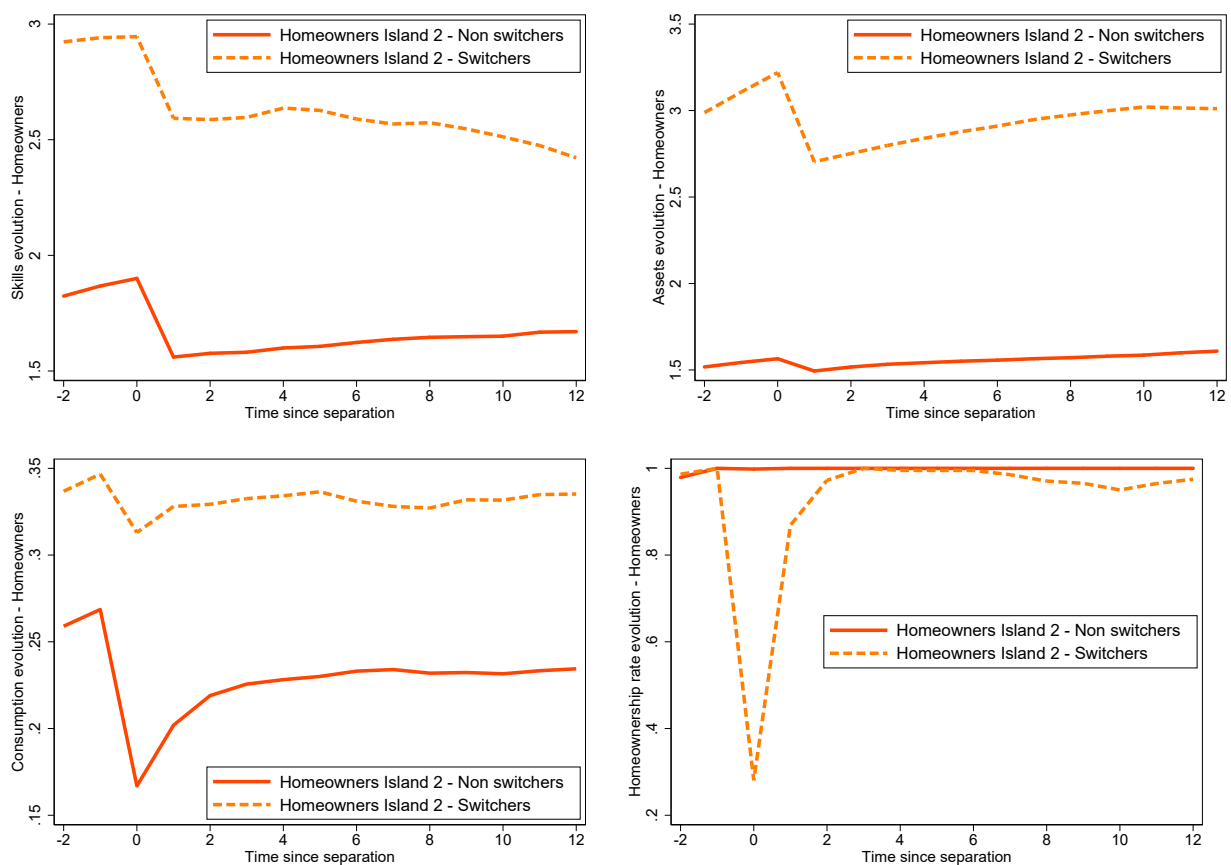 Skills evolution - Homeowners
3
2.5
2
1.5
Homeowners Island 2 - Non switchers
Homeowners Island 2 - Switchers
-2 0 2 4 6 8 10 12
Time since separation
Assets evolution - Homeowners
3.5
3
2.5
2
1.5
Homeowners Island 2 - Non switchers
Homeowners Island 2 - Switchers
-2 0 2 4 6 8 10 12
Time since separation
Consumption evolution - Homeowners
.35
.3
.25
.2
.15
Homeowners Island 2 - Non switchers
Homeowners Island 2 - Switchers
-2 0 2 4 6 8 10 12
Time since separation
Homeownership rate evolution - Homeowners
1
.8
.6
.4
.2
Homeowners Island 2 - Non switchers
Homeowners Island 2 - Switchers
-2 0 2 4 6 8 10 12
Time since separation